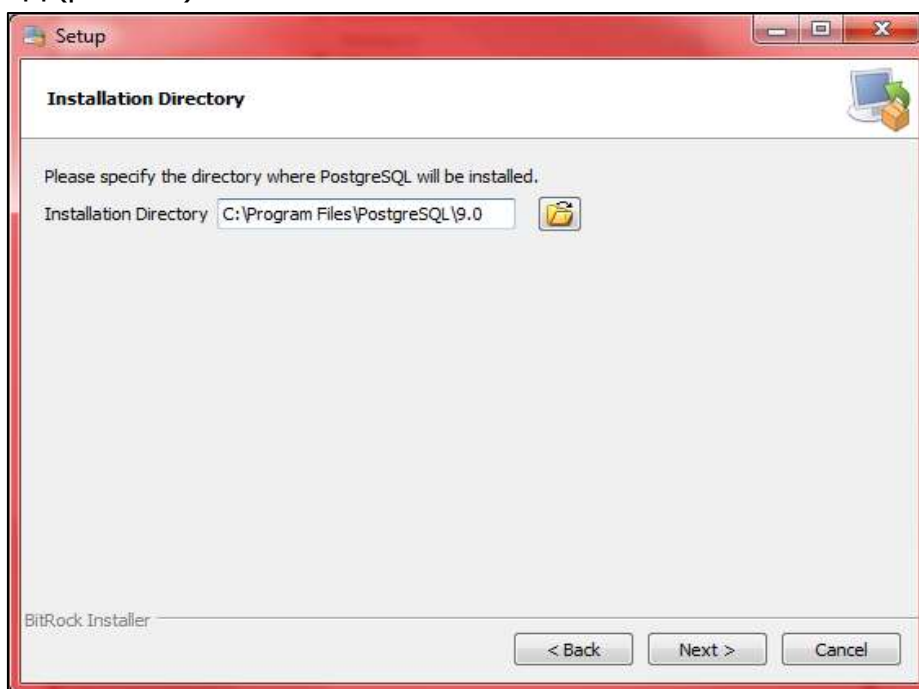 Setup
Installation Directory
Please specify the directory where PostgreSQL will be installed.
Installation Directory C:\Program Files\PostgreSQL\9.0
BitRock Installer
< Back Next > Cancel